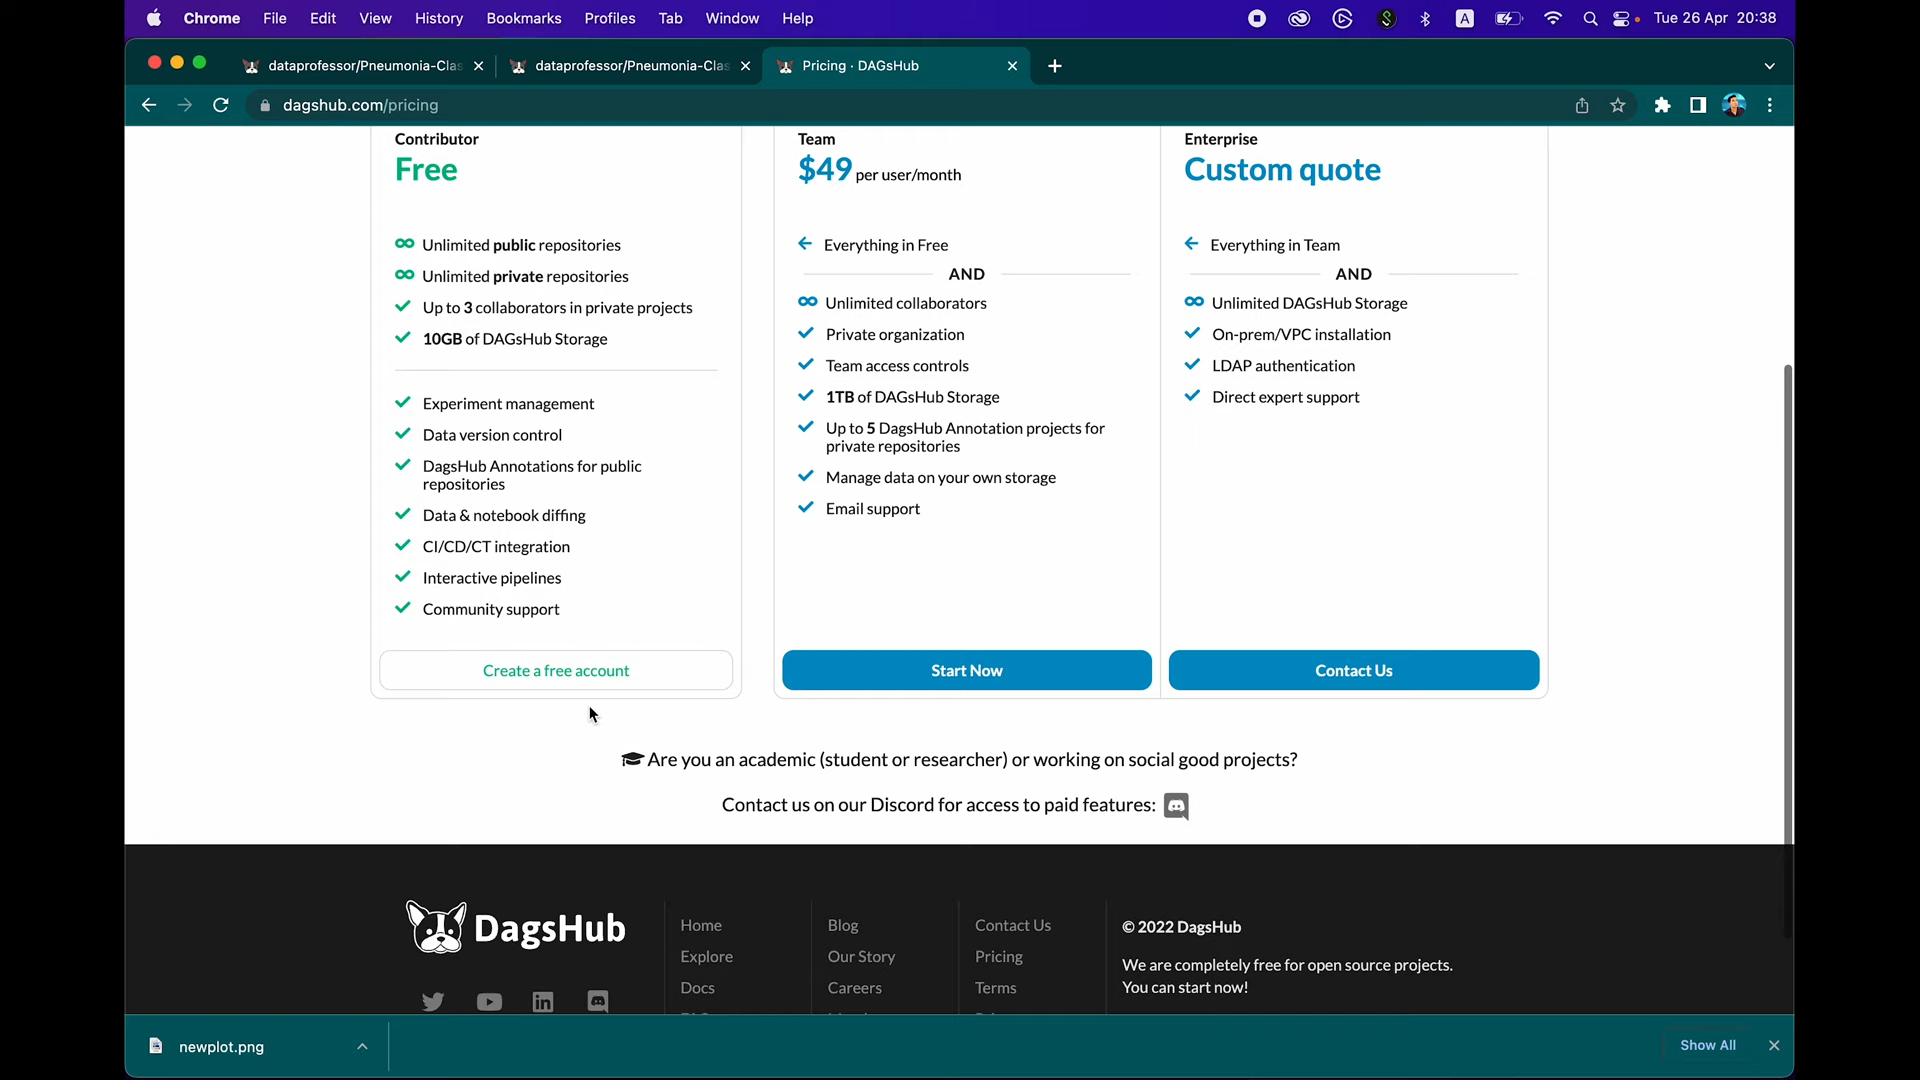 Chrome File Edit View History Bookmarks Profiles Tab Window Help A Tue 26 Apr 20:38
dataprofessor/Pneumonia-Clas dataprofessor/Pneumonia-Clas Pricing · DAGsHub
dagshub.com/pricing
Contributor
Free
Unlimited public repositories
Unlimited private repositories
Up to 3 collaborators in private projects
10GB of DAGsHub Storage
Experiment management
Data version control
DagsHub Annotations for public
repositories
Data & notebook diffing
CI/CD/CT integration
Interactive pipelines
Community support
Create a free account
Team
$49 per user/month
Everything in Free
AND
Unlimited collaborators
Private organization
Team access controls
1TB of DAGsHub Storage
Up to 5 DagsHub Annotation projects for
private repositories
Manage data on your own storage
Email support
Start Now
Enterprise
Custom quote
Everything in Team
AND
Unlimited DAGsHub Storage
On-prem/VPC installation
LDAP authentication
Direct expert support
Contact Us
Are you an academic (student or researcher) or working on social good projects?
Contact us on our Discord for access to paid features:
DagsHub
Home
Explore
Docs
Blog
Our Story
Careers
Contact Us
Pricing
Terms
© 2022 DagsHub
We are completely free for open source projects.
You can start now!
newplot.png
Show All